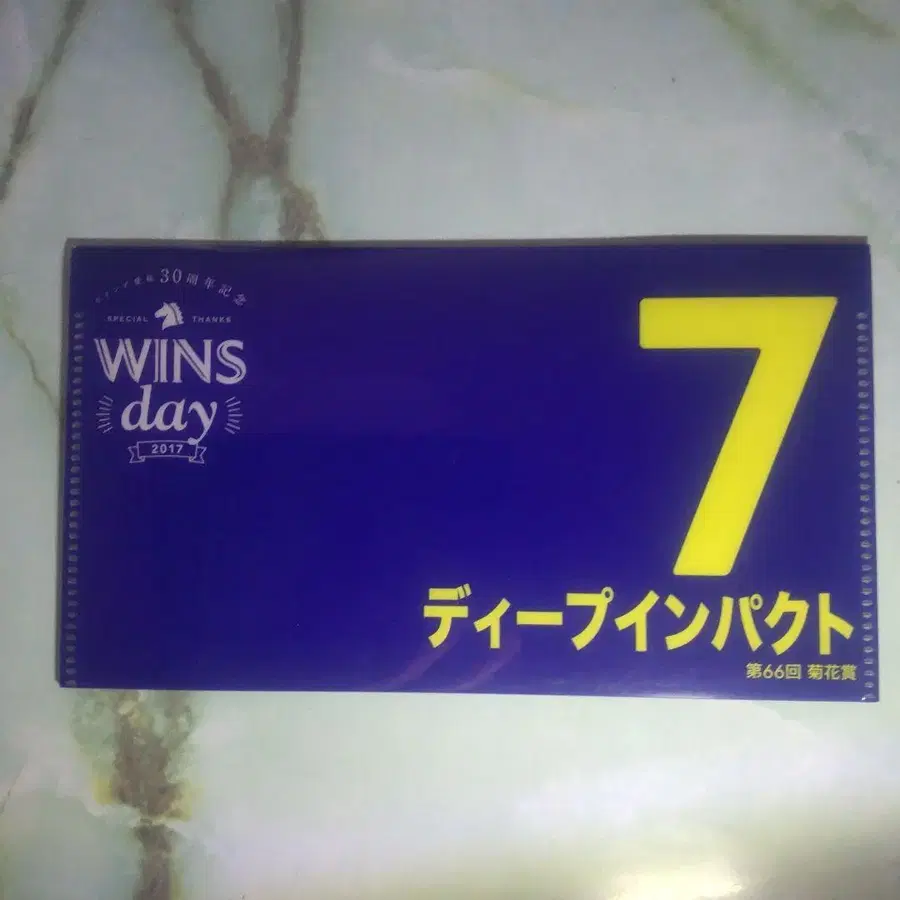 30周年記念
SPECIAL THANKS
WINS
day
2017
7
ディープインパクト
第66回 菊花賞